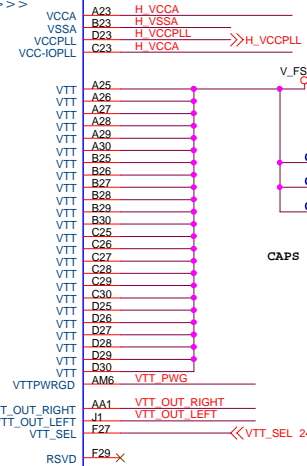 >>>
VCCA A23 H_VCCA
VSSA B23 H_VSSA
VCCPLL D23 H_VCCPLL H_VCCPLL
VCC-IOPLL C23 H_VCCA
V_FS
VTT A25
VTT A26
VTT A27
VTT A28
VTT A29
VTT A30
VTT B25
VTT B26
VTT B27
VTT B28
VTT B29
VTT B30
VTT C25
VTT C26
VTT C27
VTT C28
VTT C29
VTT C30
VTT D25
VTT D26
VTT D27
VTT D28
VTT D29
VTT D30
CAPS
VTTPWRGD AM6 VTT_PWG
T_OUT_RIGHT AA1 VTT_OUT_RIGHT
TT_OUT_LEFT J1 VTT_OUT_LEFT
VTT_SEL F27 VTT_SEL 24
RSVD F29